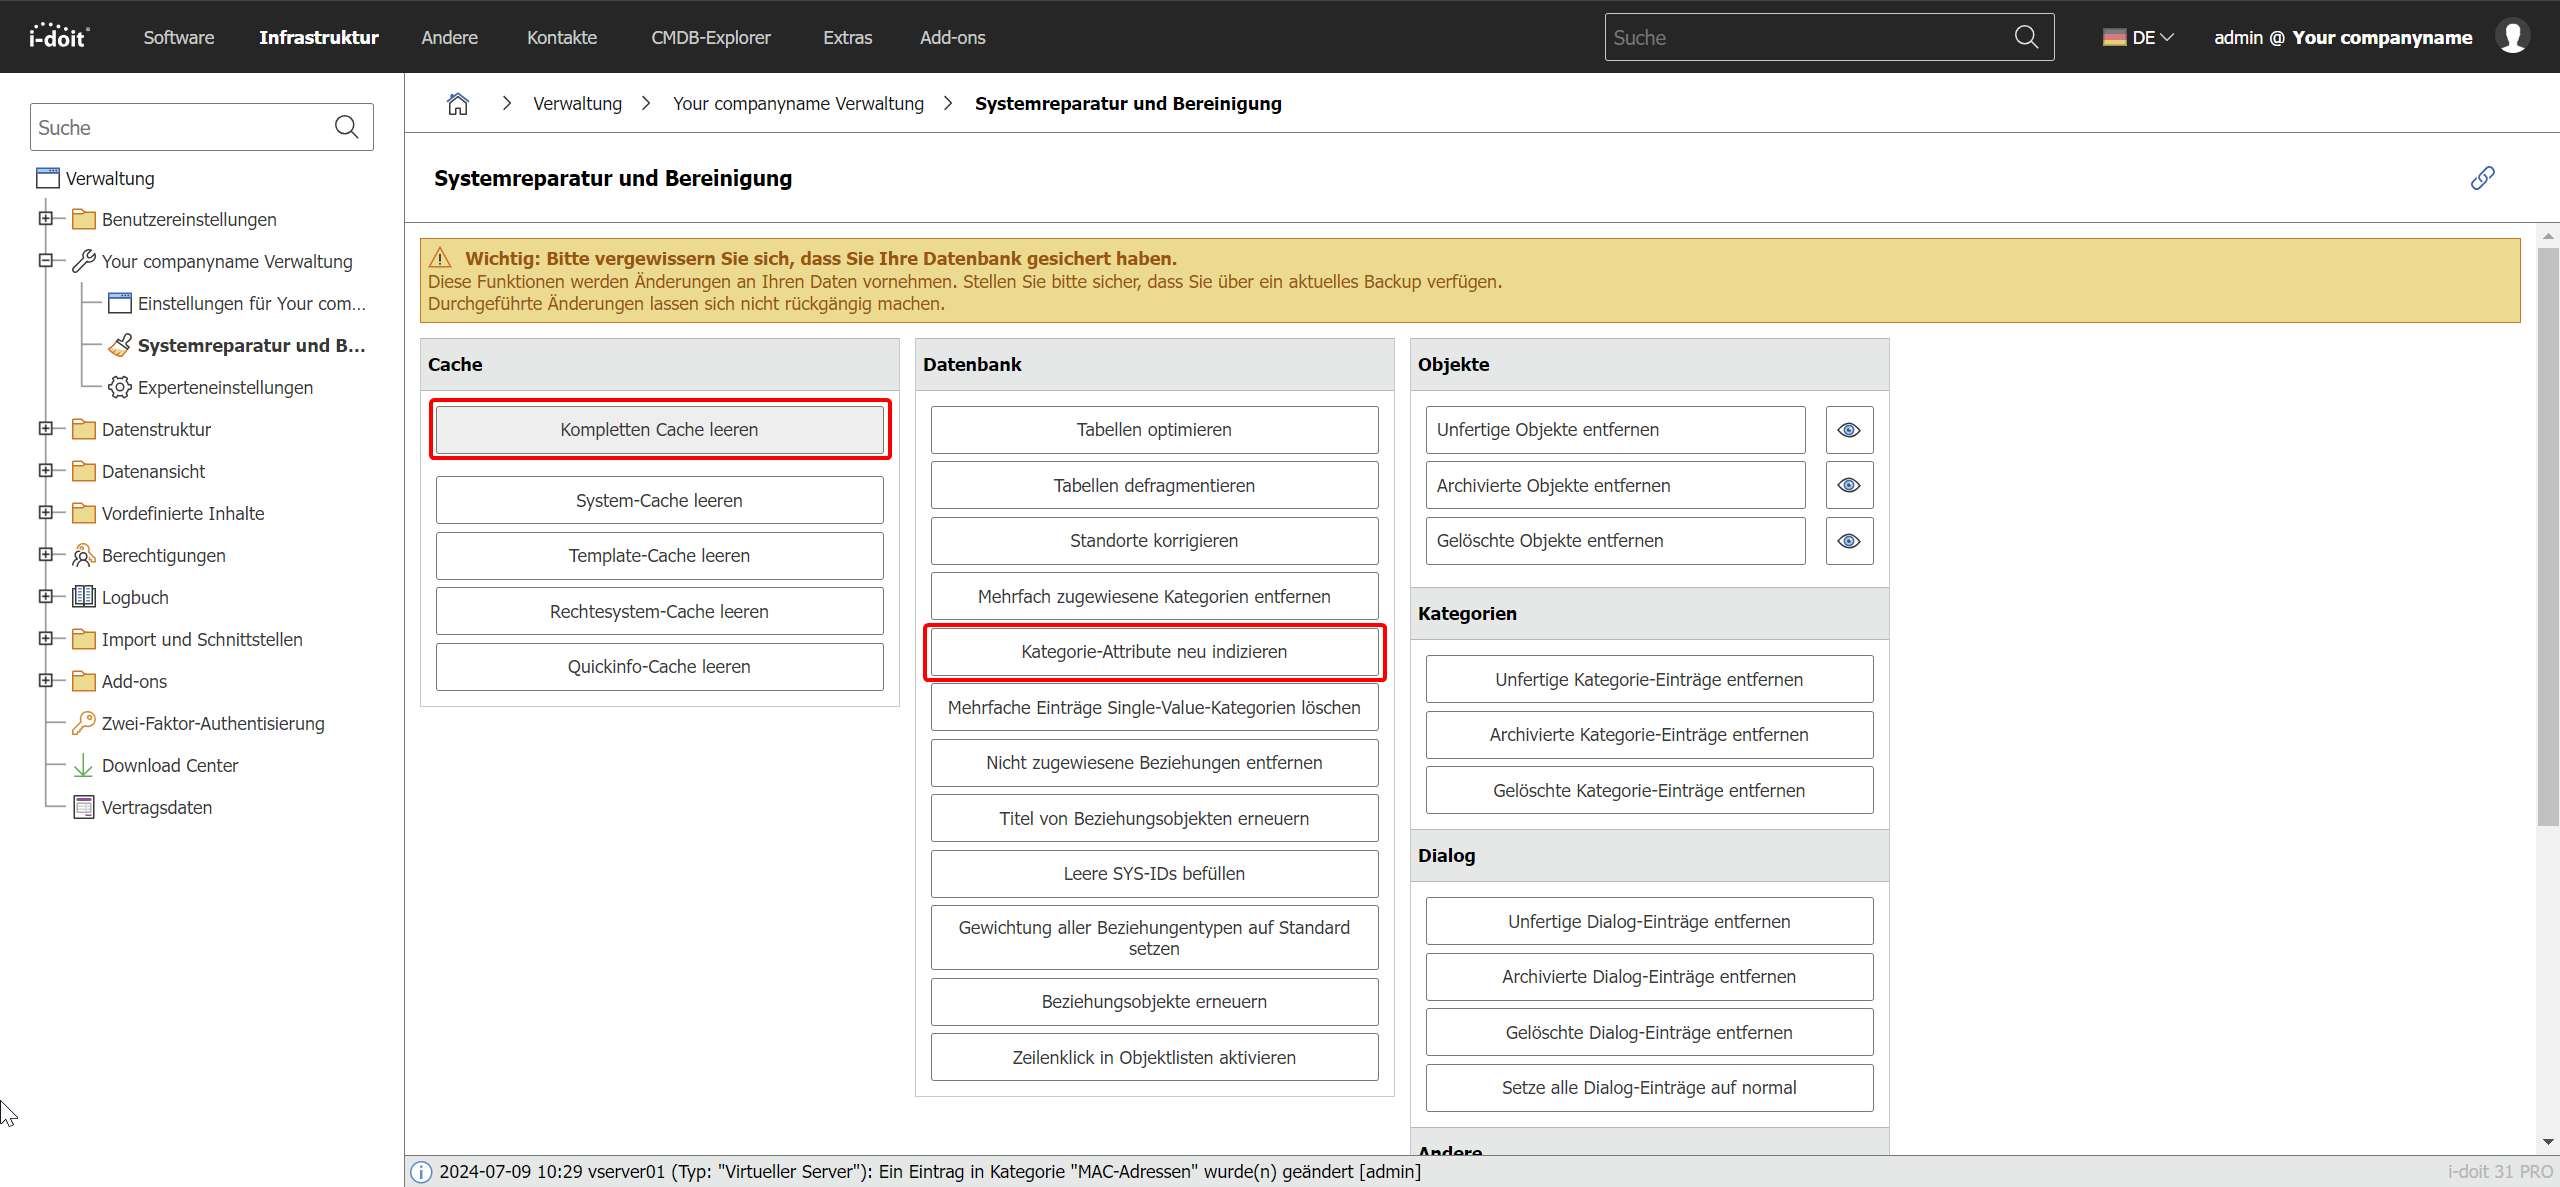 i-doit
Software
Infrastruktur
Andere
Kontakte
CMDB-Explorer
Extras
Add-ons
Suche
DE
admin @ Your companyname
Suche
Verwaltung
Benutzereinstellungen
Your companyname Verwaltung
Einstellungen für Your com...
Systemreparatur und B...
Experteneinstellungen
Datenstruktur
Datenansicht
Vordefinierte Inhalte
Berechtigungen
Logbuch
Import und Schnittstellen
Add-ons
Zwei-Faktor-Authentisierung
Download Center
Vertragsdaten
Verwaltung
Your companyname Verwaltung
Systemreparatur und Bereinigung
Systemreparatur und Bereinigung
Wichtig: Bitte vergewissern Sie sich, dass Sie Ihre Datenbank gesichert haben.
Diese Funktionen werden Änderungen an Ihren Daten vornehmen. Stellen Sie bitte sicher, dass Sie über ein aktuelles Backup verfügen.
Durchgeführte Änderungen lassen sich nicht rückgängig machen.
Cache
Kompletten Cache leeren
System-Cache leeren
Template-Cache leeren
Rechtesystem-Cache leeren
Quickinfo-Cache leeren
Datenbank
Tabellen optimieren
Tabellen defragmentieren
Standorte korrigieren
Mehrfach zugewiesene Kategorien entfernen
Kategorie-Attribute neu indizieren
Mehrfache Einträge Single-Value-Kategorien löschen
Nicht zugewiesene Beziehungen entfernen
Titel von Beziehungsobjekten erneuern
Leere SYS-IDs befüllen
Gewichtung aller Beziehungentypen auf Standard
setzen
Beziehungsobjekte erneuern
Zeilenklick in Objektlisten aktivieren
Objekte
Unfertige Objekte entfernen
Archivierte Objekte entfernen
Gelöschte Objekte entfernen
Kategorien
Unfertige Kategorie-Einträge entfernen
Archivierte Kategorie-Einträge entfernen
Gelöschte Kategorie-Einträge entfernen
Dialog
Unfertige Dialog-Einträge entfernen
Archivierte Dialog-Einträge entfernen
Gelöschte Dialog-Einträge entfernen
Setze alle Dialog-Einträge auf normal
Andere
2024-07-09 10:29 vserver01 (Typ: "Virtueller Server"): Ein Eintrag in Kategorie "MAC-Adressen" wurde(n) geändert [admin]
i-doit 31 PRO